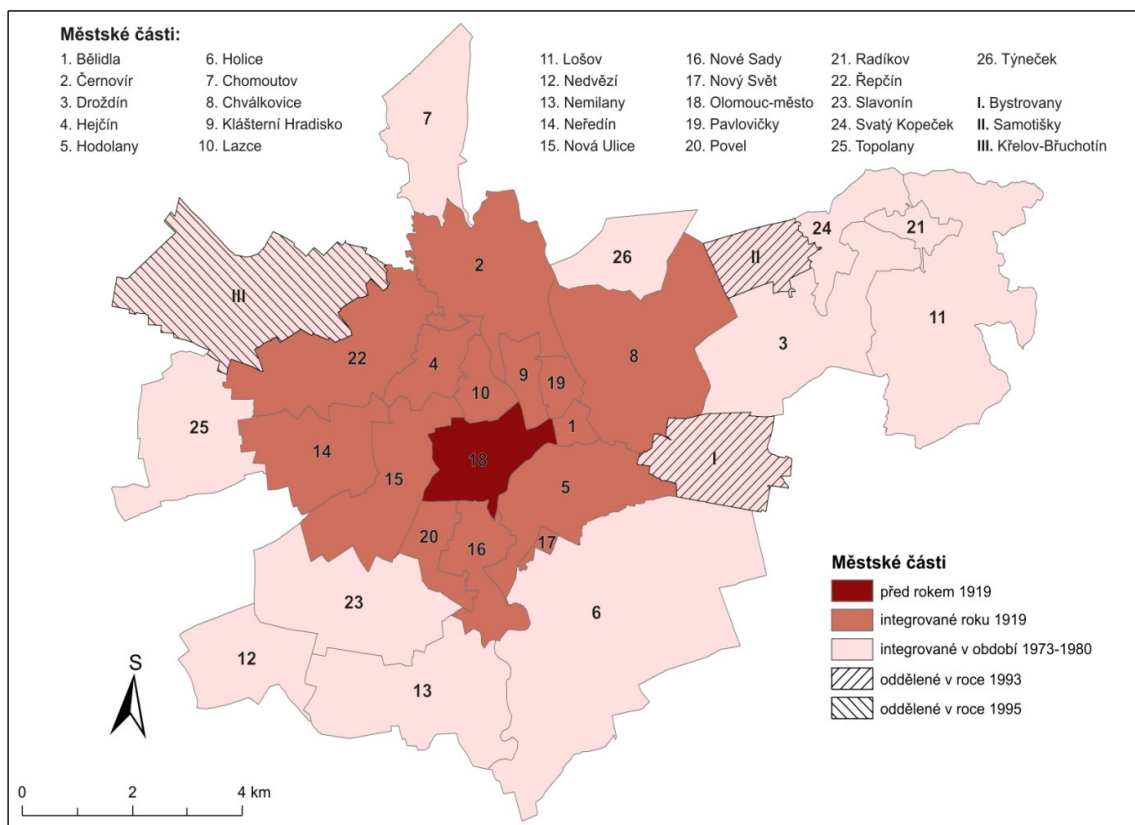 Městské části:
1. Bělidla
2. Černovír
3. Droždín
4. Hejčín
5. Hodolany
6. Holice
7. Chomoutov
8. Chválkovice
9. Klášterní Hradisko
10. Lazce
11. Lošov
12. Nedvězí
13. Nemilany
14. Neředín
15. Nová Ulice
16. Nové Sady
17. Nový Svět
18. Olomouc-město
19. Pavlovičky
20. Povel
21. Radíkov
22. Řepčín
23. Slavonín
24. Svatý Kopeček
25. Topolany
26. Týneček
I. Bystrovany
II. Samotišky
III. Křelov-Břuchotín
7
2
26
II
24
21
III
11
3
22
4
9
19
8
10
25
1
14
18
15
I
5
20
16
17
23
6
12
13
Městské části
před rokem 1919
integrované roku 1919
integrované v období 1973-1980
oddělené v roce 1993
oddělené v roce 1995
S
0 2 4 km